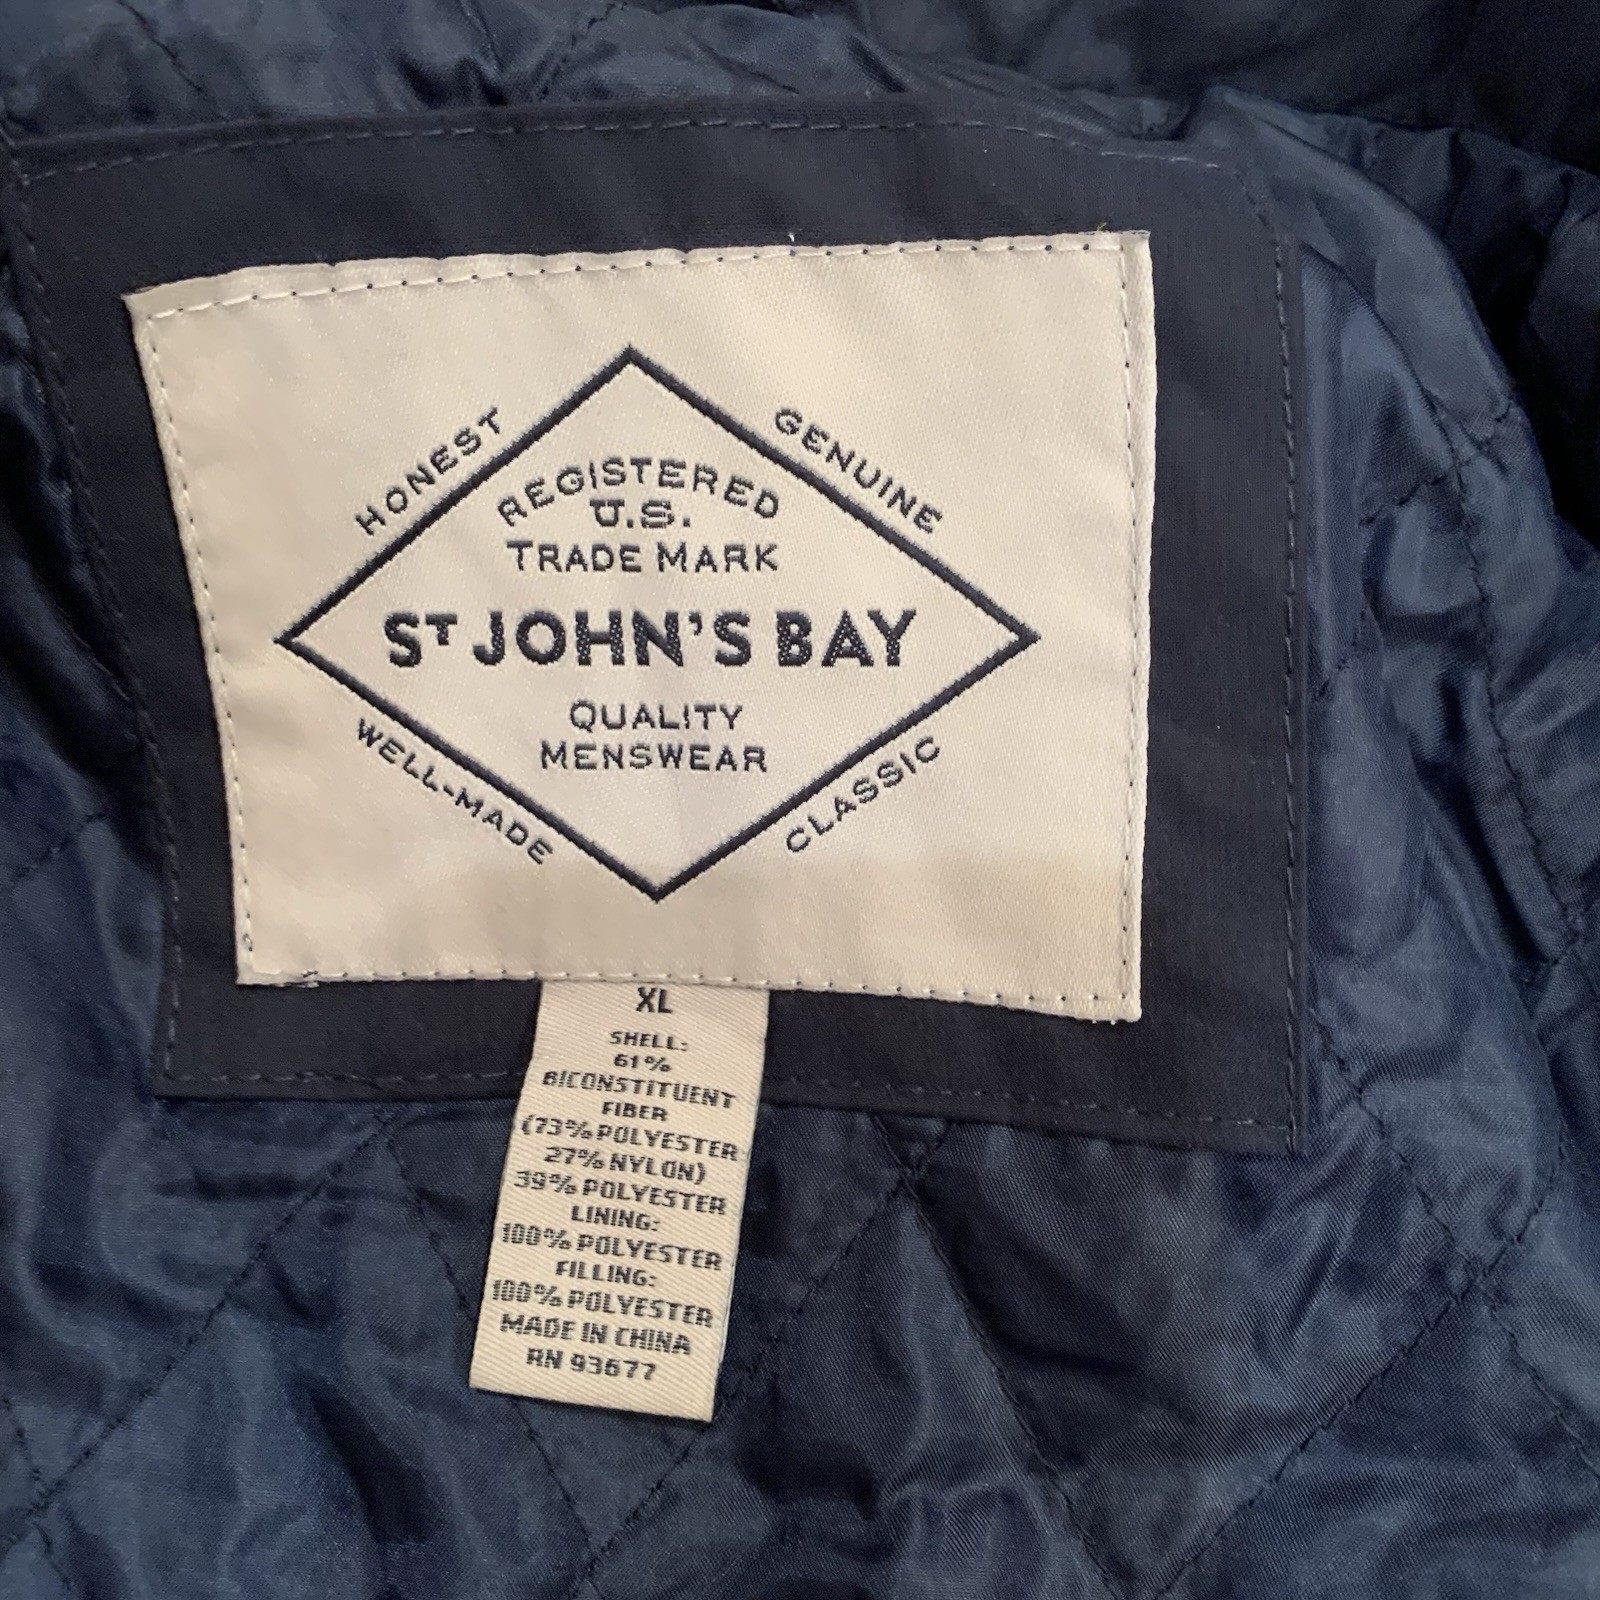 HONEST
GENUINE
REGISTERED
U.S.
TRADE MARK
ST JOHN'S BAY
QUALITY
MENSWEAR
WELL-MADE
CLASSIC
XL
SHELL:
61%
BICONSTITUENT
FIBER
(73% POLYESTER
27% NYLON)
39% POLYESTER
LINING:
100% POLYESTER
FILLING:
100% POLYESTER
MADE IN CHINA
RN 93677